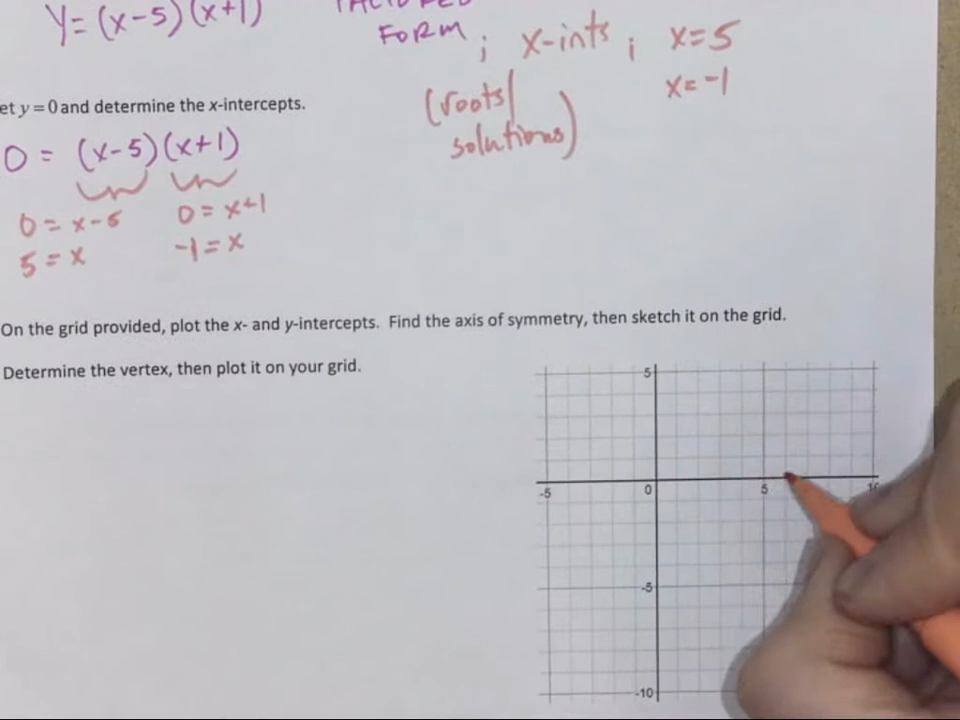 Y=(x-5)(x+1)
FORM ; x-ints ; x=5
x=-1
(roots/
solutions)
et y = 0 and determine the x-intercepts.
0 = (x-5)(x+1)
0 = x-5 0 = x+1
5 = x -1 = x
On the grid provided, plot the x- and y-intercepts. Find the axis of symmetry, then sketch it on the grid.
Determine the vertex, then plot it on your grid.
5
-5 0 5
-5
-10